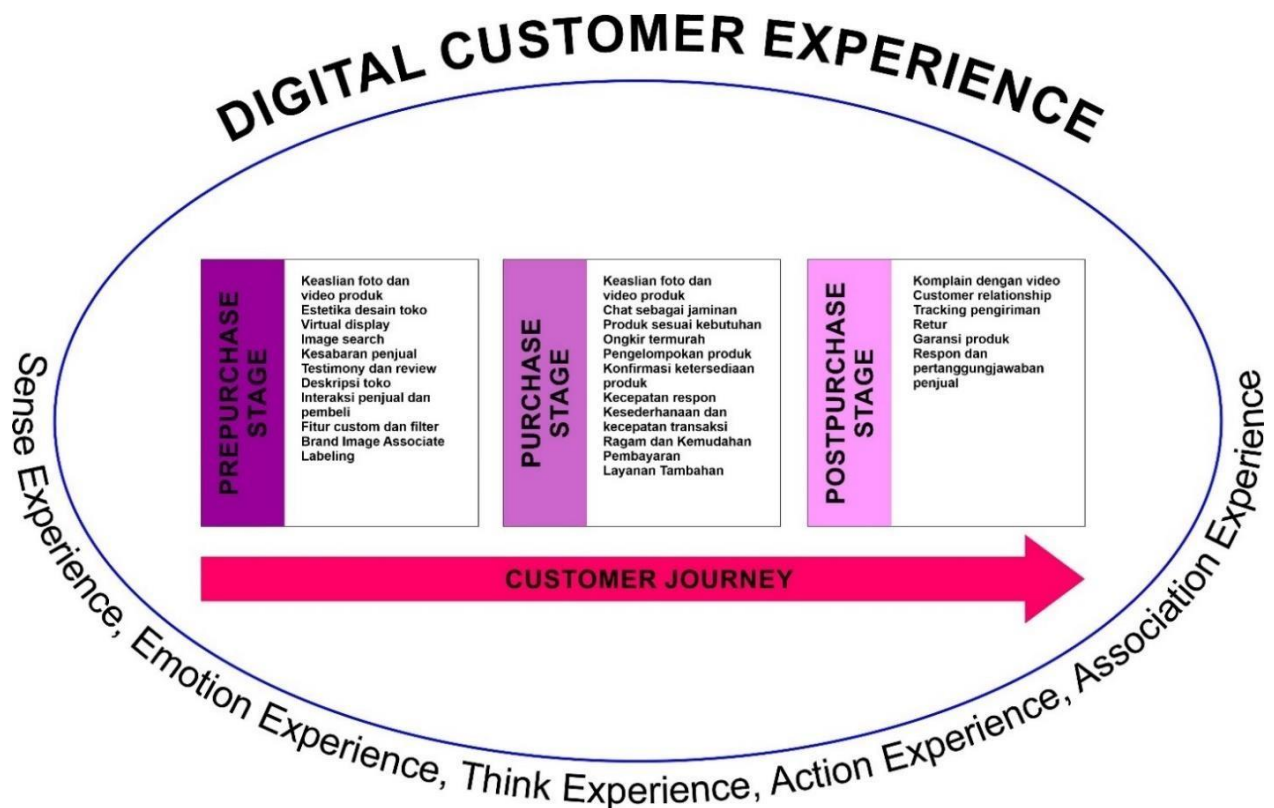 DIGITAL CUSTOMER EXPERIENCE
PREPURCHASE
STAGE
Keaslian foto dan
video produk
Estetika desain toko
Virtual display
Image search
Kesabaran penjual
Testimony dan review
Deskripsi toko
Interaksi penjual dan
pembeli
Fitur custom dan filter
Brand Image Associate
Labeling
PURCHASE
STAGE
Keaslian foto dan
video produk
Chat sebagai jaminan
Produk sesuai kebutuhan
Ongkir termurah
Pengelompokan produk
Konfirmasi ketersediaan
produk
Kecepatan respon
Kesederhanaan dan
kecepatan transaksi
Ragam dan Kemudahan
Pembayaran
Layanan Tambahan
POSTPURCHASE
STAGE
Komplain dengan video
Customer relationship
Tracking pengiriman
Retur
Garansi produk
Respon dan
pertanggungjawaban
penjual
CUSTOMER JOURNEY
Sense Experience, Emotion Experience, Think Experience, Action Experience, Association Experience